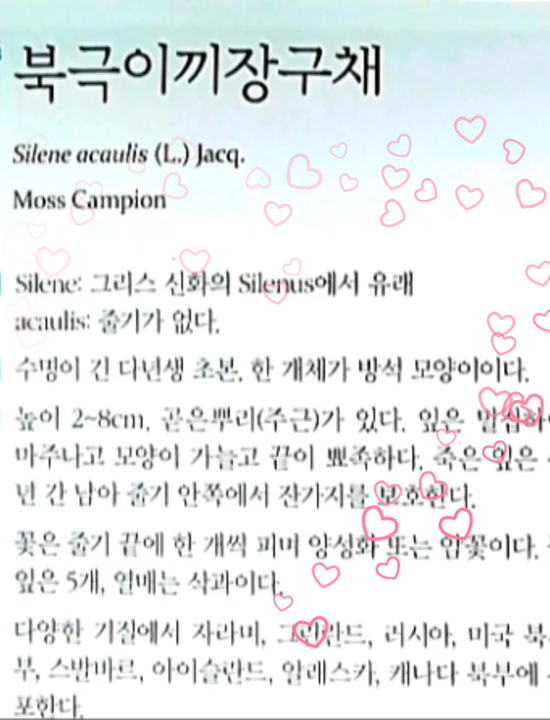 북극이끼장구채
Silene acaulis (L.) Jacq.
Moss Campion
Silene: 그리스 신화의 Silenus에서 유래
acaulis: 줄기가 없다.
수명이 긴 다년생 초본. 한 개체가 방석 모양이이다.
높이 2~8cm, 곧은뿌리(주근)가 있다. 잎은
마주나고 모양이 가늘고 끝이 뾰족하다. 죽은 잎은
년 간 남아 줄기 안쪽에서 잔가지를 보호한다.
꽃은 줄기 끝에 한 개씩 피며 양성화 또는 암꽃이다.
잎은 5개, 열매는 삭과이다.
다양한 기질에서 자라며, 그린란드, 러시아, 미국 북
부, 스발바르, 아이슬란드, 알래스카, 캐나다 북부에
포한다.